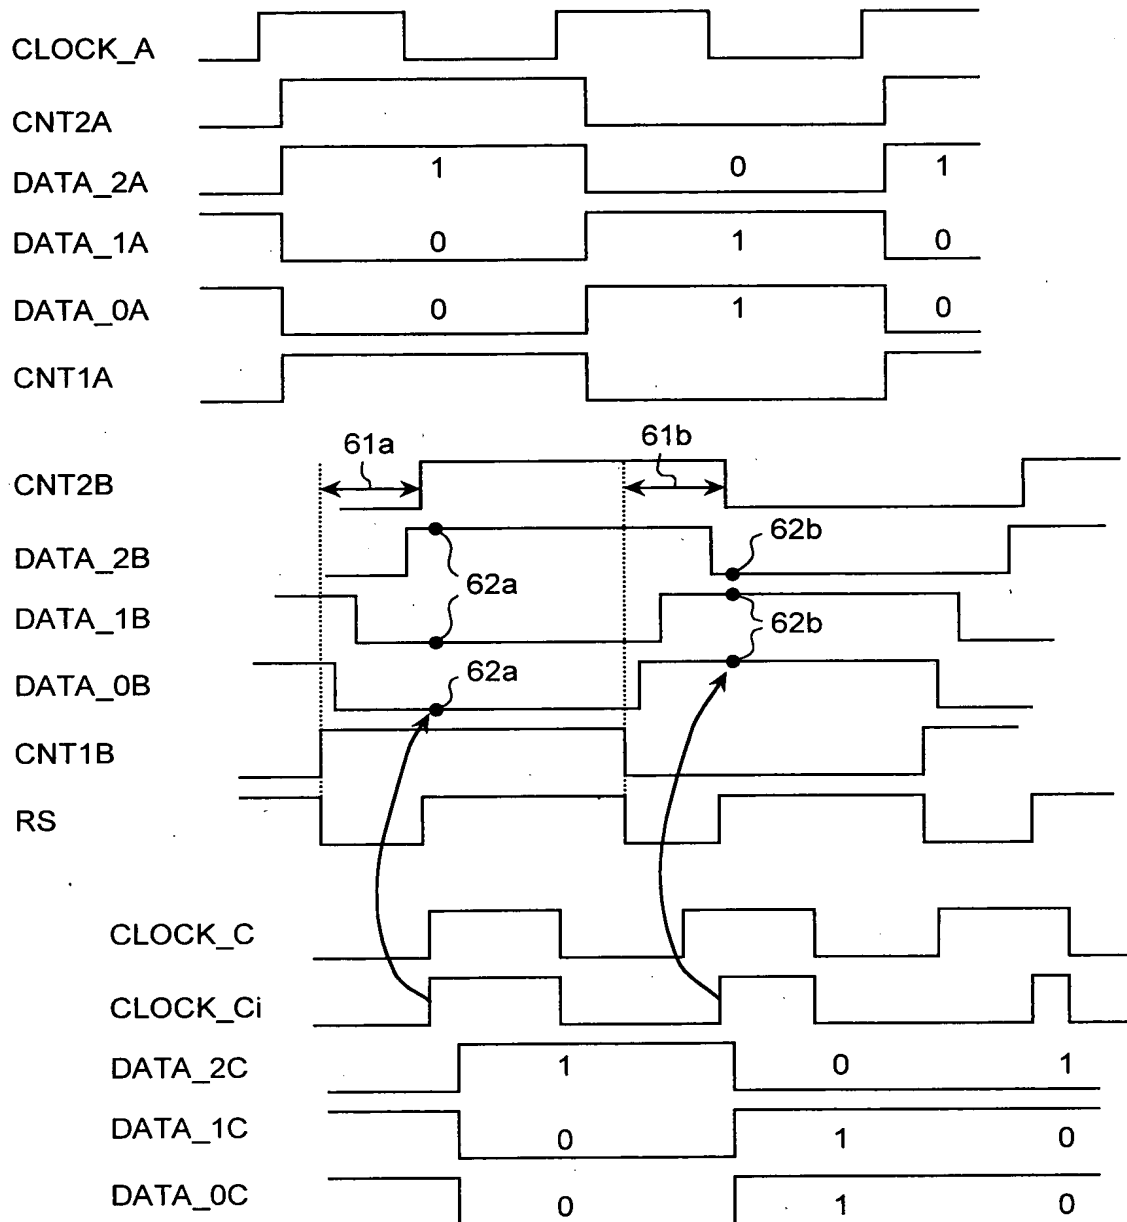 CLOCK_A
CNT2A
DATA_2A 1 0 1
DATA_1A 0 1 0
DATA_0A 0 1 0
CNT1A
61a 61b
CNT2B
62b
DATA_2B
62a
DATA_1B
62b
62a
DATA_0B
CNT1B
RS
CLOCK_C
CLOCK_Ci
DATA_2C 1 0 1
DATA_1C 0 1 0
DATA_0C 0 1 0